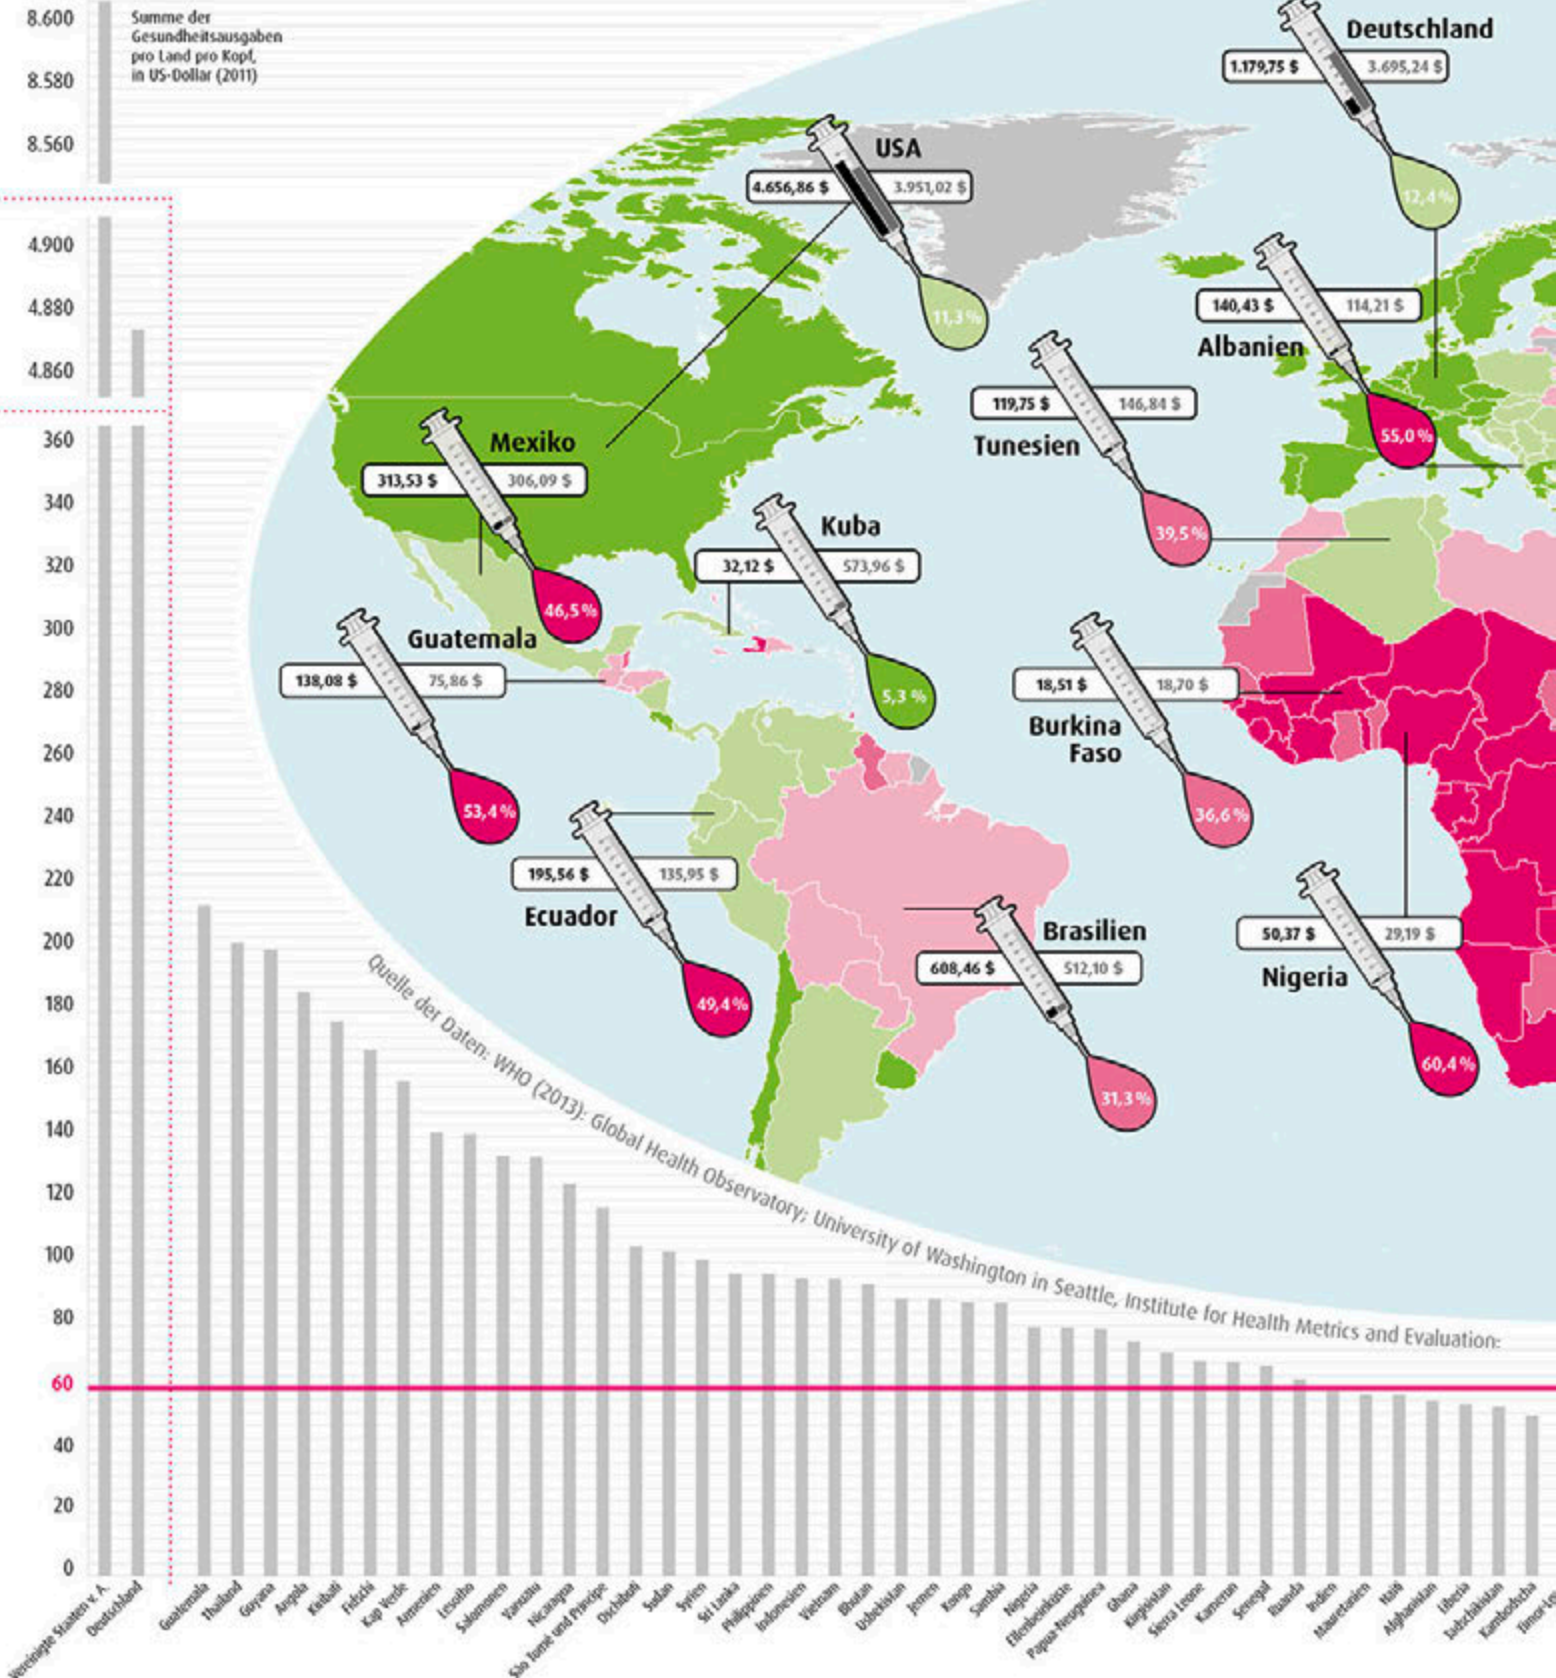 8.600
8.580
8.560
4.900
4.880
4.860
360
340
320
300
280
260
240
220
200
180
160
140
120
100
80
60
40
20
0
Summe der
Gesundheitsausgaben
pro Land pro Kopf,
in US-Dollar (2011)
Deutschland
1.179,75 $ 3.695,24 $
12,4 %
USA
4.656,86 $ 3.951,02 $
11,3 %
140,43 $ 114,21 $
Albanien
55,0 %
119,75 $ 146,84 $
Tunesien
39,5 %
Mexiko
313,53 $ 306,09 $
46,5 %
Kuba
32,12 $ 573,96 $
5,3 %
Guatemala
138,08 $ 75,86 $
53,4 %
18,51 $ 18,70 $
Burkina
Faso
36,6 %
195,56 $ 135,95 $
Ecuador
49,4 %
Brasilien
608,46 $ 512,10 $
31,3 %
50,37 $ 29,19 $
Nigeria
60,4 %
Quelle der Daten: WHO (2013): Global Health Observatory; University of Washington in Seattle, Institute for Health Metrics and Evaluation:
Vereinigte Staaten v. A.
Deutschland
Guatemala
Thailand
Guyana
Angola
Kiribati
Fidschi
Kap Verde
Armenien
Lesotho
Salomonen
Vanuatu
Nicaragua
São Tomé und Príncipe
Dschibuti
Sudan
Syrien
Sri Lanka
Philippinen
Indonesien
Vietnam
Bhutan
Usbekistan
Jemen
Kongo
Sambia
Nigeria
Elfenbeinküste
Papua-Neuguinea
Ghana
Kirgisistan
Sierra Leone
Kamerun
Senegal
Ruanda
Indien
Mauretanien
Haiti
Afghanistan
Liberia
Tadschikistan
Kambodscha